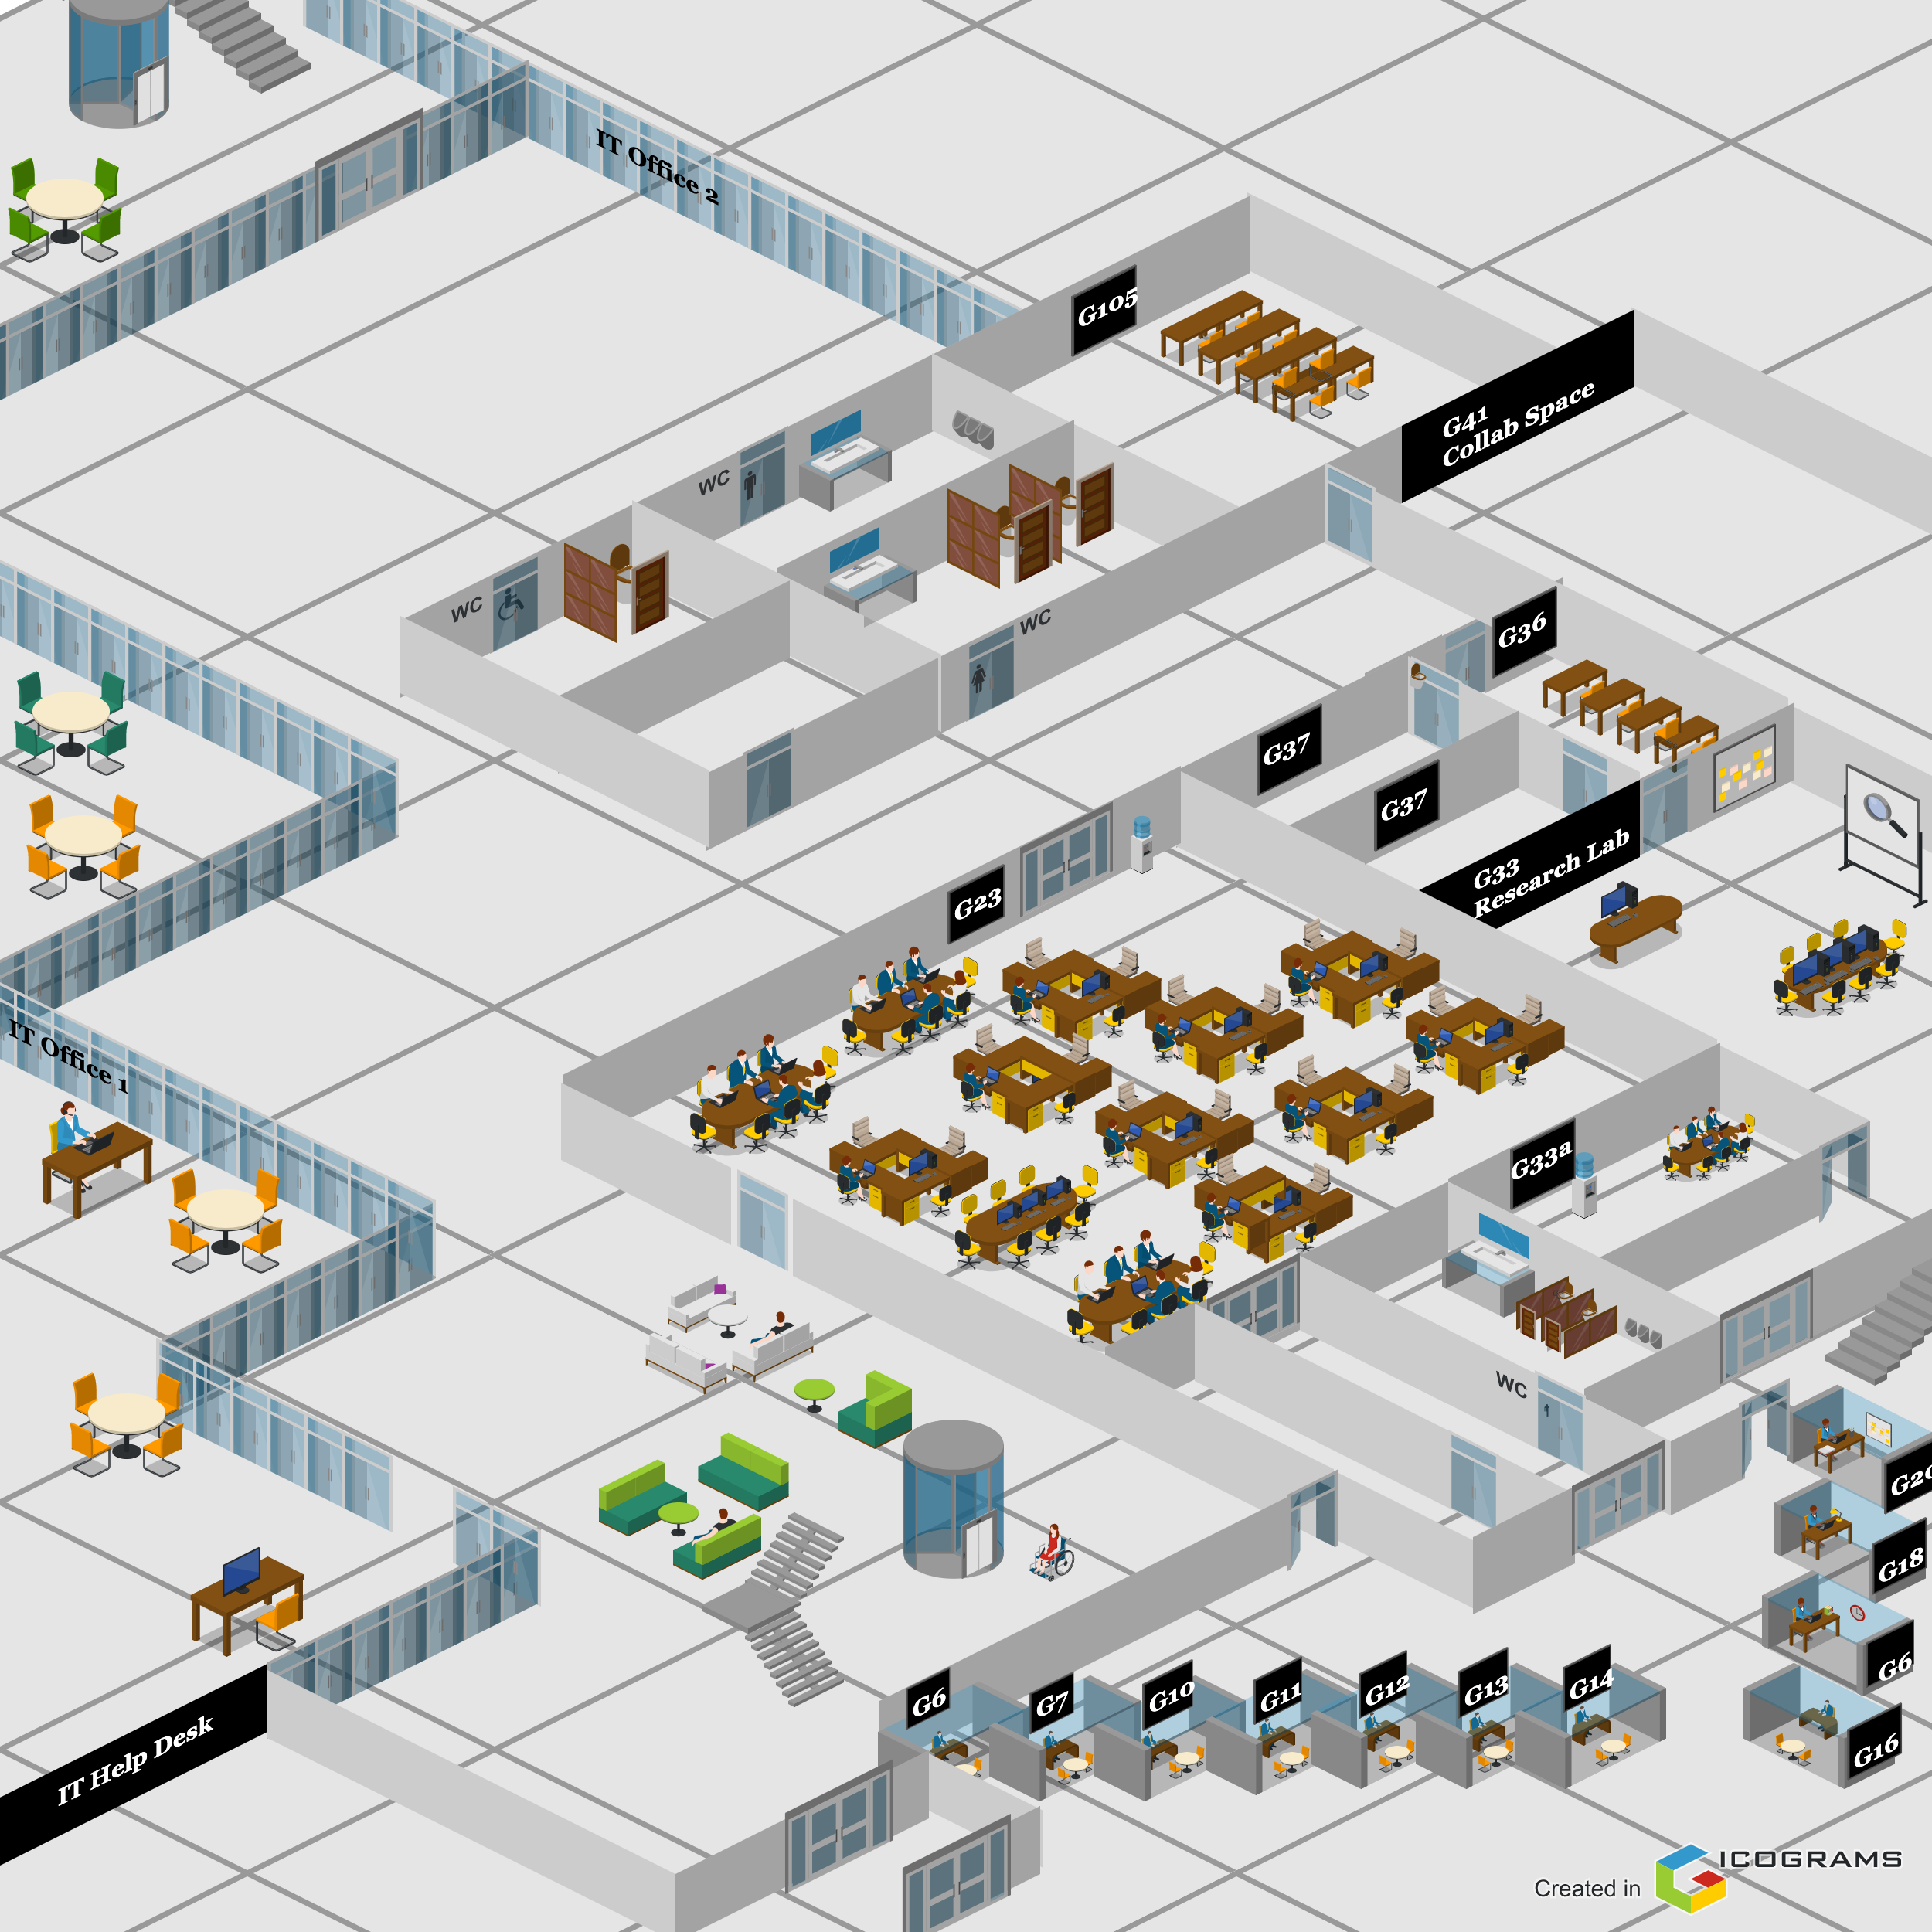 IT Office 2
G105
G41
Collab Space
WC
WC
WC
G36
G37
G37
G33
Research Lab
G23
IT Office 1
G33a
WC
G20
G18
G6
G16
G6
G7
G10
G11
G12
G13
G14
IT Help Desk
Created in ICOGRAMS